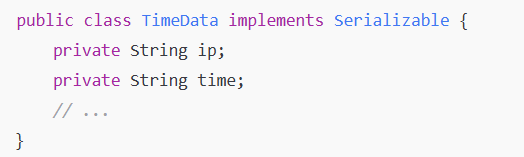 public class TimeData implements Serializable {
    private String ip;
    private String time;
    // ...
}